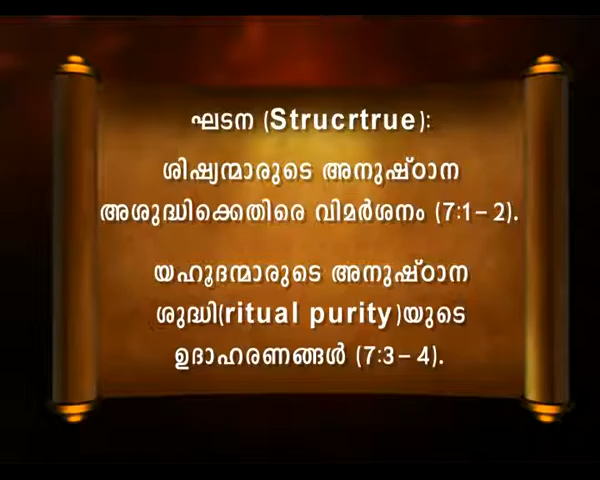 ഘടന (Strucrtrue):
ശിഷ്യന്മാരുടെ അനുഷ്ഠാന
അശുദ്ധിക്കെതിരെ വിമർശനം (7:1– 2).
യഹൂദന്മാരുടെ അനുഷ്ഠാന
ശുദ്ധി(ritual purity)യുടെ
ഉദാഹരണങ്ങൾ (7:3– 4).